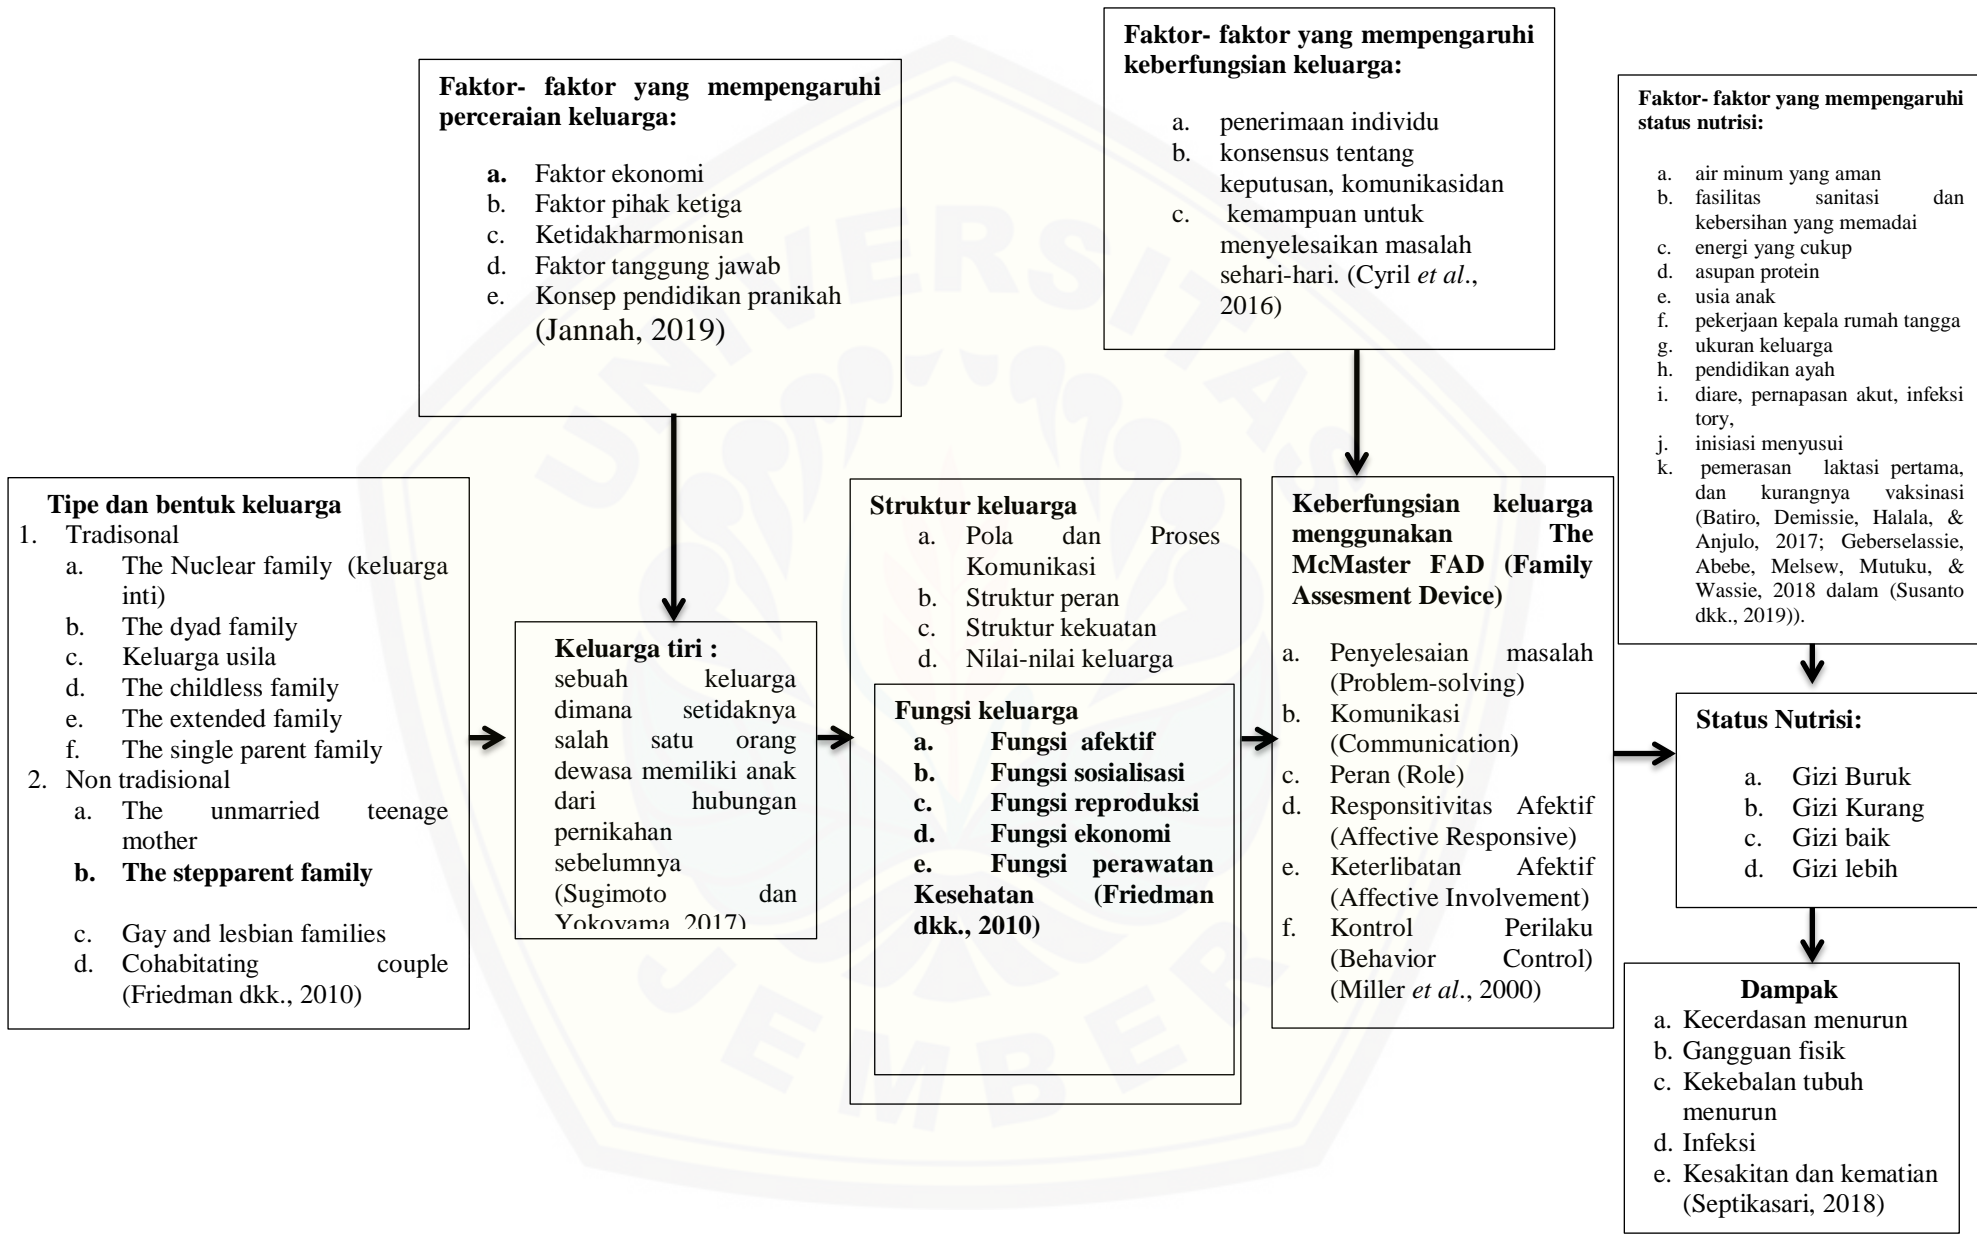 Faktor- faktor yang mempengaruhi
perceraian keluarga:
a. Faktor ekonomi
b. Faktor pihak ketiga
c. Ketidakharmonisan
d. Faktor tanggung jawab
e. Konsep pendidikan pranikah
(Jannah, 2019)
Faktor- faktor yang mempengaruhi
keberfungsian keluarga:
a. penerimaan individu
b. konsensus tentang
keputusan, komunikasidan
c. kemampuan untuk
menyelesaikan masalah
sehari-hari. (Cyril et al.,
2016)
Faktor- faktor yang mempengaruhi
status nutrisi:
a. air minum yang aman
b. fasilitas sanitasi dan
kebersihan yang memadai
c. energi yang cukup
d. asupan protein
e. usia anak
f. pekerjaan kepala rumah tangga
g. ukuran keluarga
h. pendidikan ayah
i. diare, pernapasan akut, infeksi
tory,
j. inisiasi menyusui
k. pemerasan laktasi pertama,
dan kurangnya vaksinasi
(Batiro, Demissie, Halala, &
Anjulo, 2017; Geberselassie,
Abebe, Melsew, Mutuku, &
Wassie, 2018 dalam (Susanto
dkk., 2019)).
Tipe dan bentuk keluarga
1. Tradisonal
a. The Nuclear family (keluarga
inti)
b. The dyad family
c. Keluarga usila
d. The childless family
e. The extended family
f. The single parent family
2. Non tradisional
a. The unmarried teenage
mother
b. The stepparent family
c. Gay and lesbian families
d. Cohabitating couple
(Friedman dkk., 2010)
Keluarga tiri :
sebuah keluarga
dimana setidaknya
salah satu orang
dewasa memiliki anak
dari hubungan
pernikahan
sebelumnya
(Sugimoto dan
Yokoyama, 2017)
Struktur keluarga
a. Pola dan Proses
Komunikasi
b. Struktur peran
c. Struktur kekuatan
d. Nilai-nilai keluarga
Fungsi keluarga
a. Fungsi afektif
b. Fungsi sosialisasi
c. Fungsi reproduksi
d. Fungsi ekonomi
e. Fungsi perawatan
Kesehatan (Friedman
dkk., 2010)
Keberfungsian keluarga
menggunakan The
McMaster FAD (Family
Assesment Device)
a. Penyelesaian masalah
(Problem-solving)
b. Komunikasi
(Communication)
c. Peran (Role)
d. Responsitivitas Afektif
(Affective Responsive)
e. Keterlibatan Afektif
(Affective Involvement)
f. Kontrol Perilaku
(Behavior Control)
(Miller et al., 2000)
Status Nutrisi:
a. Gizi Buruk
b. Gizi Kurang
c. Gizi baik
d. Gizi lebih
Dampak
a. Kecerdasan menurun
b. Gangguan fisik
c. Kekebalan tubuh
menurun
d. Infeksi
e. Kesakitan dan kematian
(Septikasari, 2018)
UNIVERSITAS
JEMBER